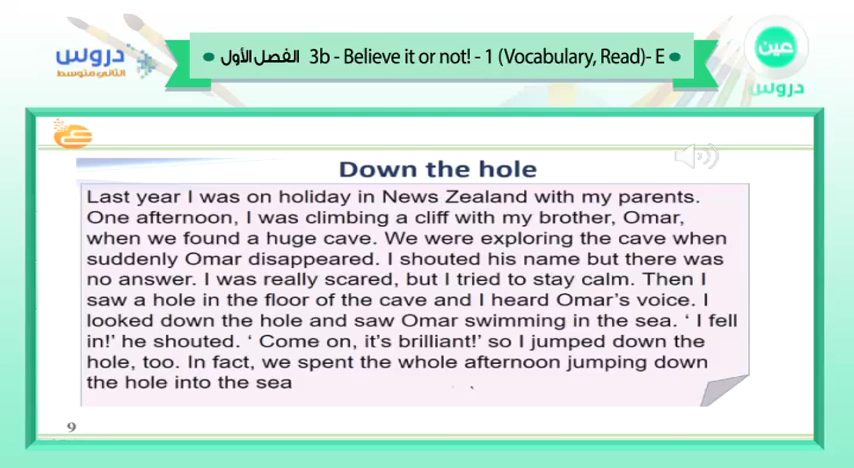 دروس
الثاني متوسط
• الفصل الأول 3b - Believe it or not! - 1 (Vocabulary, Read)- E •
عين
دروس
Down the hole
Last year I was on holiday in News Zealand with my parents.
One afternoon, I was climbing a cliff with my brother, Omar,
when we found a huge cave. We were exploring the cave when
suddenly Omar disappeared. I shouted his name but there was
no answer. I was really scared, but I tried to stay calm. Then I
saw a hole in the floor of the cave and I heard Omar's voice. I
looked down the hole and saw Omar swimming in the sea. ‘ I fell
in!’ he shouted. ‘ Come on, it's brilliant!’ so I jumped down the
hole, too. In fact, we spent the whole afternoon jumping down
the hole into the sea
9